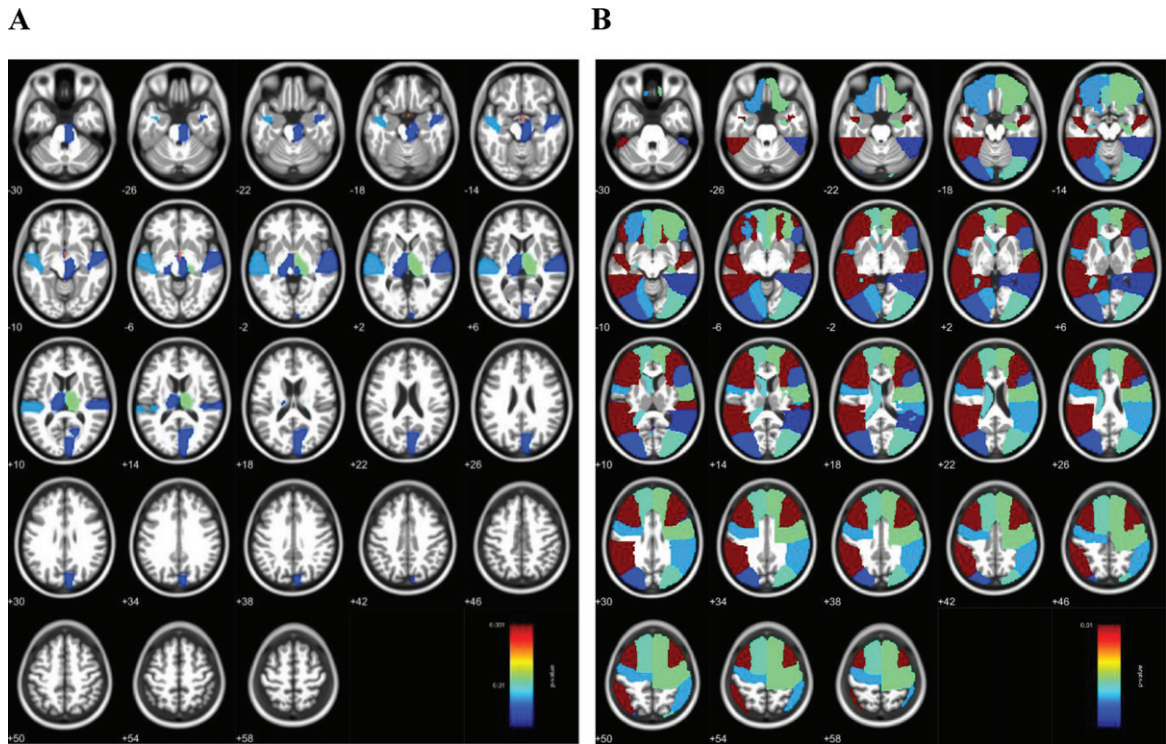 A B
-30 -26 -22 -18 -14
-30 -26 -22 -18 -14
-10 -6 -2 +2 +6
-10 -6 -2 +2 +6
+10 +14 +18 +22 +26
+10 +14 +18 +22 +26
+30 +34 +38 +42 +46
+30 +34 +38 +42 +46
0.001
0.01
p-value
0.01
p-value
+50 +54 +58
+50 +54 +58